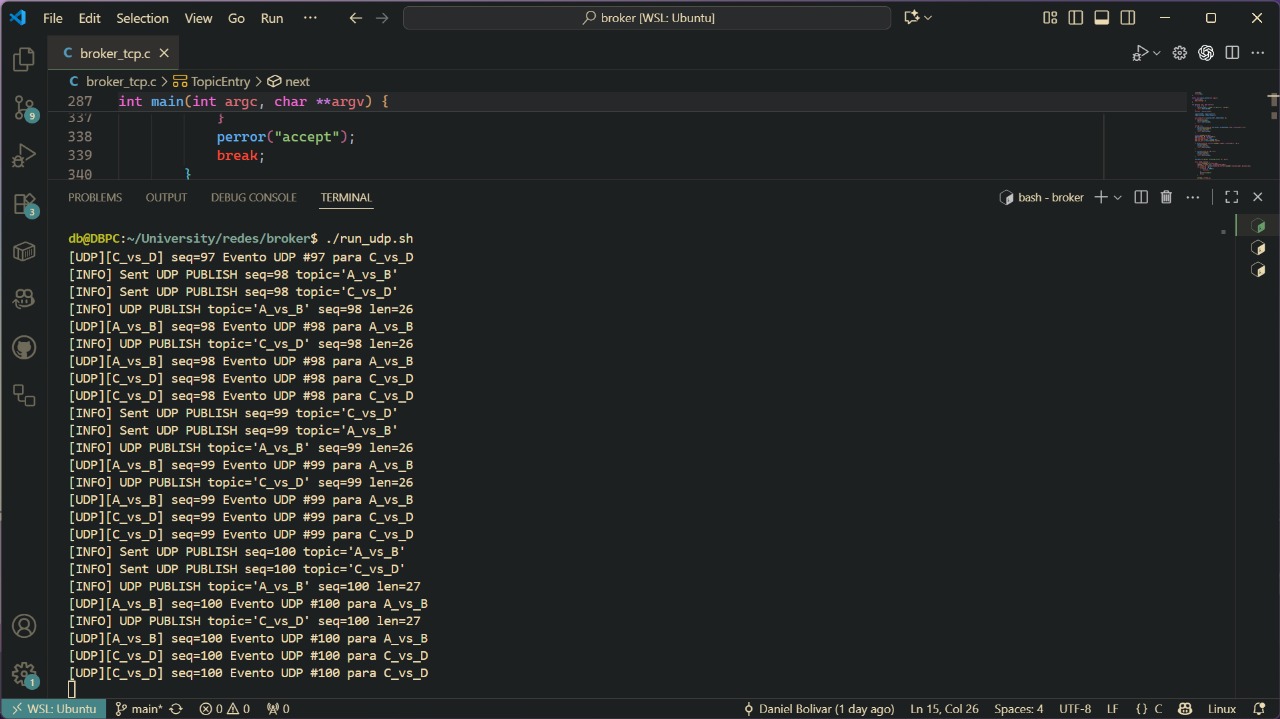 File Edit Selection View Go Run ··· broker [WSL: Ubuntu]
C broker_tcp.c
C broker_tcp.c > TopicEntry > next
287 int main(int argc, char **argv) {
337 }
338 perror("accept");
339 break;
340 }
9
3
PROBLEMS OUTPUT DEBUG CONSOLE TERMINAL bash - broker
db@DBPC:~/University/redes/broker$ ./run_udp.sh
[UDP][C_vs_D] seq=97 Evento UDP #97 para C_vs_D
[INFO] Sent UDP PUBLISH seq=98 topic='A_vs_B'
[INFO] Sent UDP PUBLISH seq=98 topic='C_vs_D'
[INFO] UDP PUBLISH topic='A_vs_B' seq=98 len=26
[UDP][A_vs_B] seq=98 Evento UDP #98 para A_vs_B
[INFO] UDP PUBLISH topic='C_vs_D' seq=98 len=26
[UDP][A_vs_B] seq=98 Evento UDP #98 para A_vs_B
[UDP][C_vs_D] seq=98 Evento UDP #98 para C_vs_D
[UDP][C_vs_D] seq=98 Evento UDP #98 para C_vs_D
[INFO] Sent UDP PUBLISH seq=99 topic='C_vs_D'
[INFO] Sent UDP PUBLISH seq=99 topic='A_vs_B'
[INFO] UDP PUBLISH topic='A_vs_B' seq=99 len=26
[UDP][A_vs_B] seq=99 Evento UDP #99 para A_vs_B
[INFO] UDP PUBLISH topic='C_vs_D' seq=99 len=26
[UDP][A_vs_B] seq=99 Evento UDP #99 para A_vs_B
[UDP][C_vs_D] seq=99 Evento UDP #99 para C_vs_D
[UDP][C_vs_D] seq=99 Evento UDP #99 para C_vs_D
[INFO] Sent UDP PUBLISH seq=100 topic='A_vs_B'
[INFO] Sent UDP PUBLISH seq=100 topic='C_vs_D'
[INFO] UDP PUBLISH topic='A_vs_B' seq=100 len=27
[UDP][A_vs_B] seq=100 Evento UDP #100 para A_vs_B
[INFO] UDP PUBLISH topic='C_vs_D' seq=100 len=27
[UDP][A_vs_B] seq=100 Evento UDP #100 para A_vs_B
[UDP][C_vs_D] seq=100 Evento UDP #100 para C_vs_D
[UDP][C_vs_D] seq=100 Evento UDP #100 para C_vs_D
1
WSL: Ubuntu main* 0 0 0 Daniel Bolivar (1 day ago) Ln 15, Col 26 Spaces: 4 UTF-8 LF {} C Linux